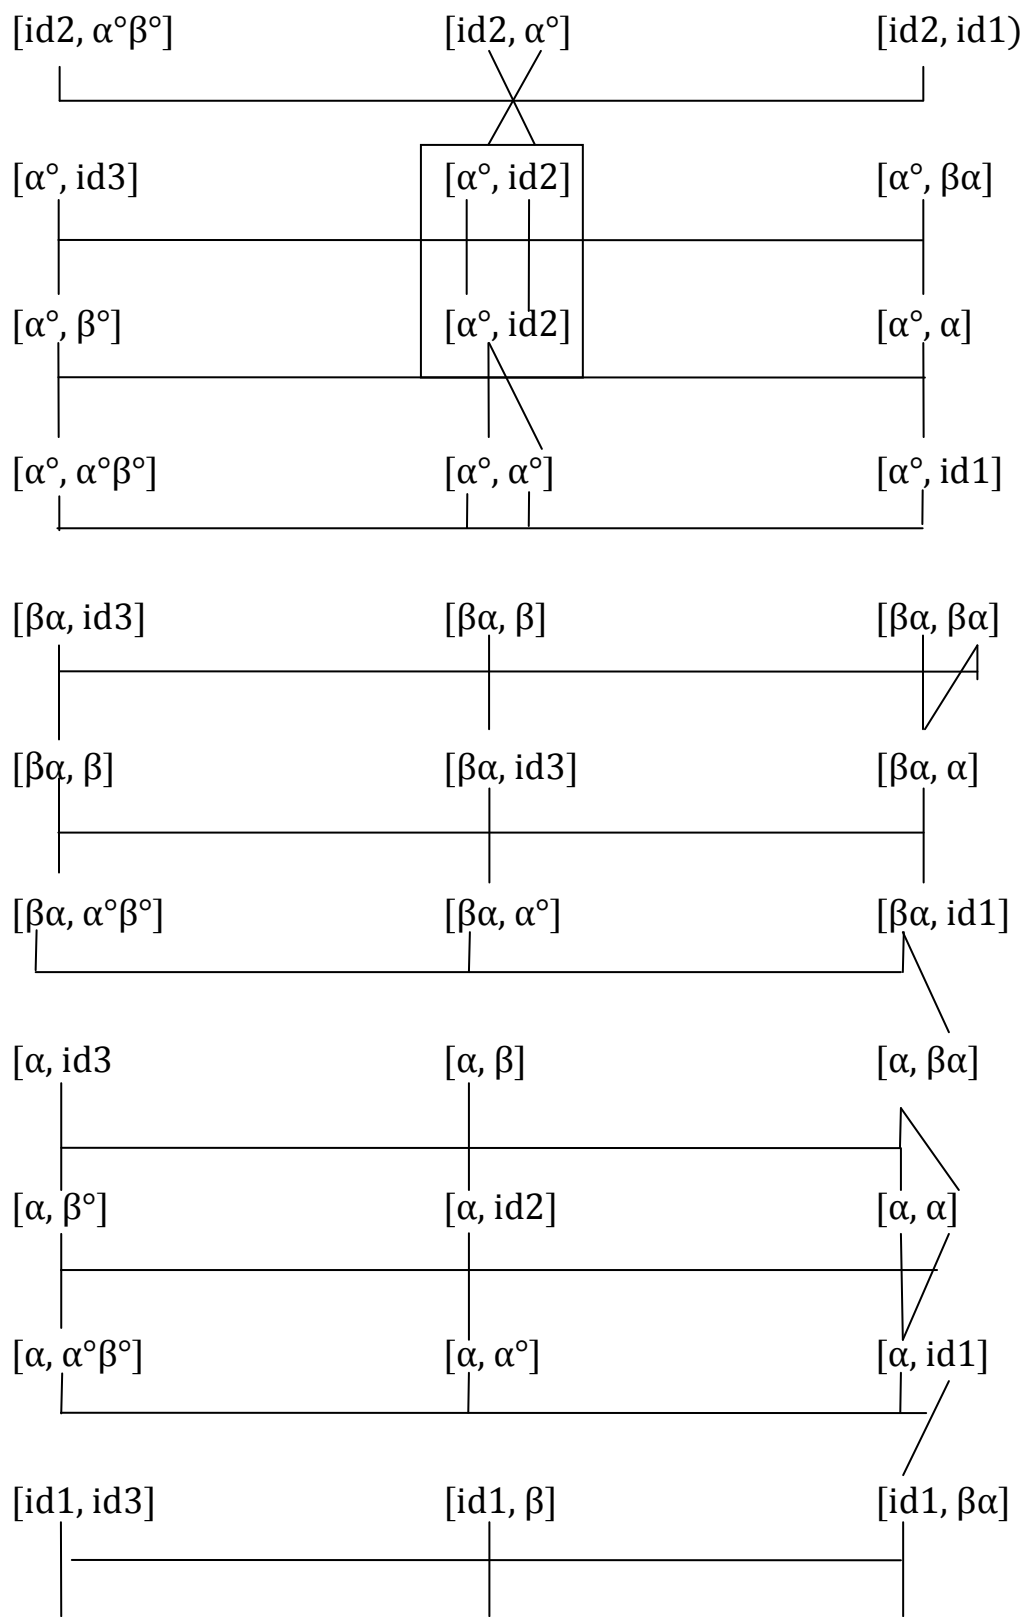 [id2, α°β°] [id2, α°] [id2, id1)
[α°, id3] [α°, id2] [α°, βα]
[α°, β°] [α°, id2] [α°, α]
[α°, α°β°] [α°, α°] [α°, id1]
[βα, id3] [βα, β] [βα, βα]
[βα, β] [βα, id3] [βα, α]
[βα, α°β°] [βα, α°] [βα, id1]
[α, id3 [α, β] [α, βα]
[α, β°] [α, id2] [α, α]
[α, α°β°] [α, α°] [α, id1]
[id1, id3] [id1, β] [id1, βα]